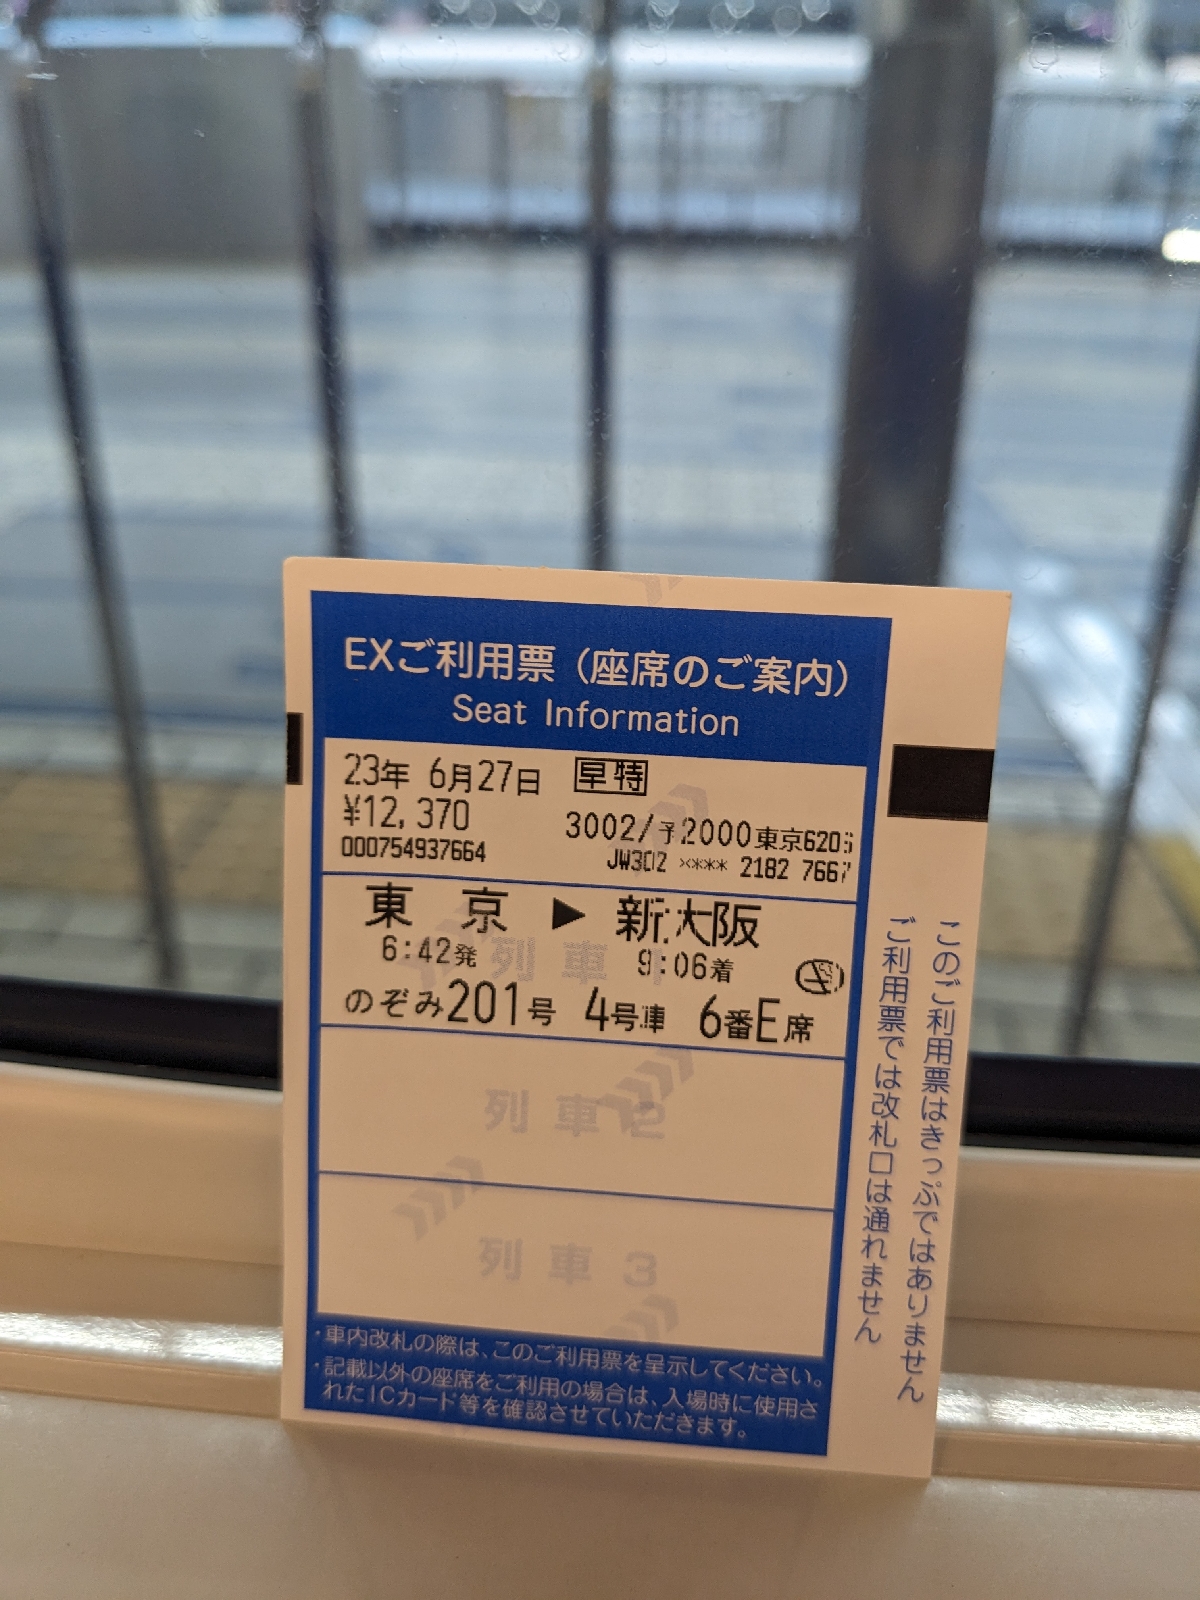 EXご利用票（座席のご案内）
Seat Information
23年 6月27日 早特
¥12,370
3002/予2000東京6206
000754937664
JW302 **** 2182 7667
東京▶新大阪
6:42発 9:06着
列車1
のぞみ201号 4号車 6番E席
列車2
列車3
・車内改札の際は、このご利用票を呈示してください。
・記載以外の座席をご利用の場合は、入場時に使用さ
れたICカード等を確認させていただきます。
このご利用票はきっぷではありません
ご利用票では改札口は通れません